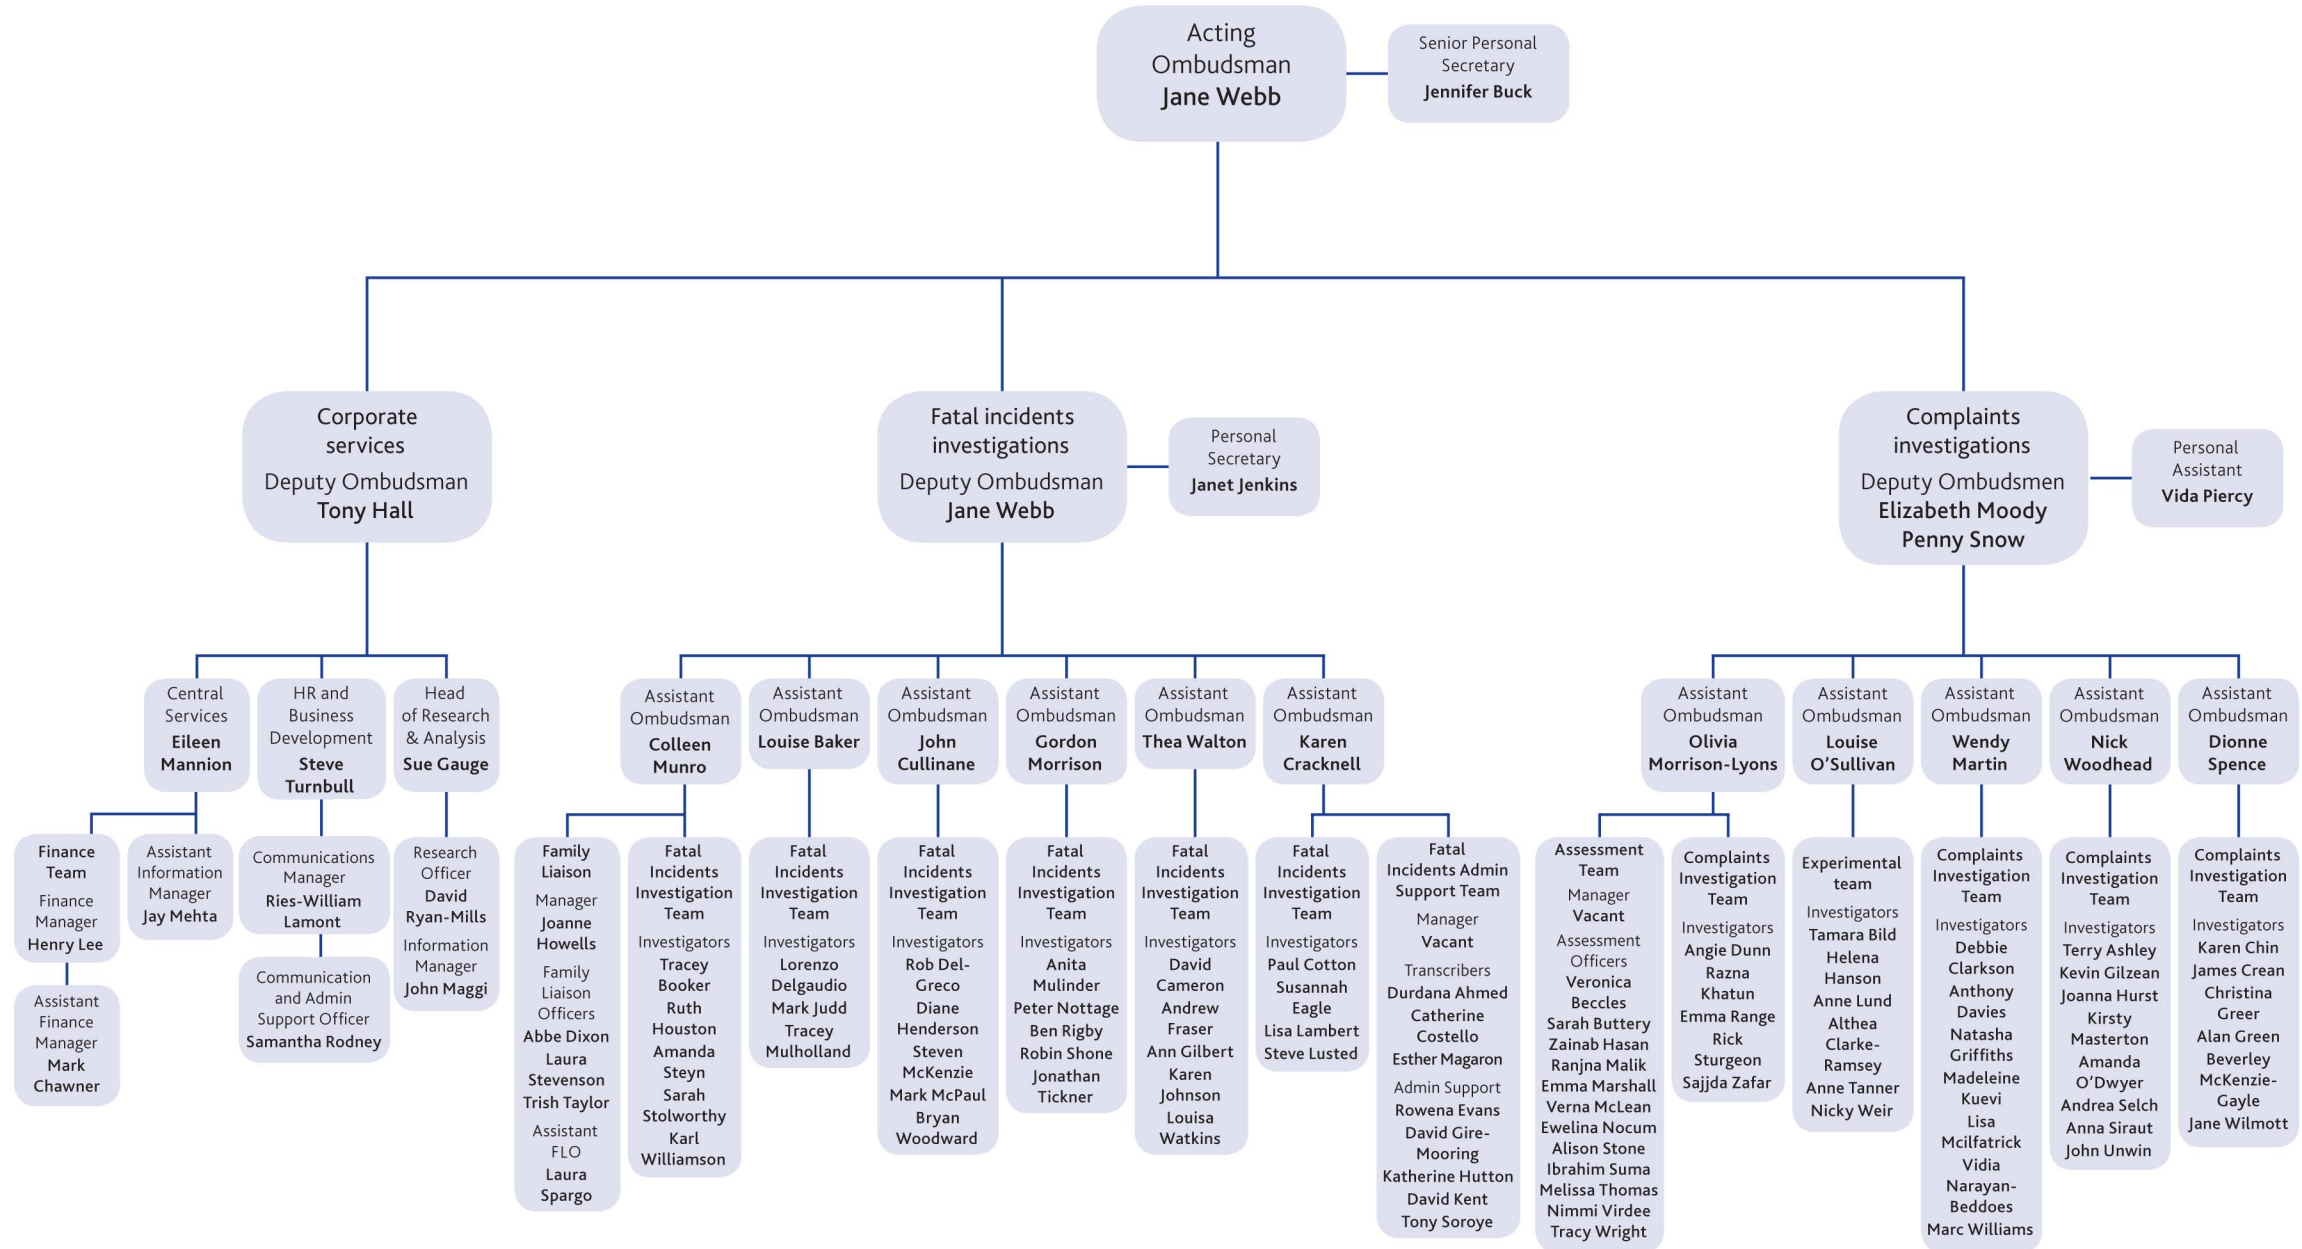 Acting
Ombudsman
Jane Webb
Senior Personal
Secretary
Jennifer Buck
Corporate
services
Deputy Ombudsman
Tony Hall
Fatal incidents
investigations
Deputy Ombudsman
Jane Webb
Personal
Secretary
Janet Jenkins
Complaints
investigations
Deputy Ombudsmen
Elizabeth Moody
Penny Snow
Personal
Assistant
Vida Piercy
Central
Services
Eileen
Mannion
HR and
Business
Development
Steve
Turnbull
Head
of Research
& Analysis
Sue Gauge
Assistant
Ombudsman
Colleen
Munro
Assistant
Ombudsman
Louise Baker
Assistant
Ombudsman
John
Cullinane
Assistant
Ombudsman
Gordon
Morrison
Assistant
Ombudsman
Thea Walton
Assistant
Ombudsman
Karen
Cracknell
Assistant
Ombudsman
Olivia
Morrison-Lyons
Assistant
Ombudsman
Louise
O’Sullivan
Assistant
Ombudsman
Wendy
Martin
Assistant
Ombudsman
Nick
Woodhead
Assistant
Ombudsman
Dionne
Spence
Finance
Team
Finance
Manager
Henry Lee
Assistant
Finance
Manager
Mark
Chawner
Assistant
Information
Manager
Jay Mehta
Communications
Manager
Ries-William
Lamont
Communication
and Admin
Support Officer
Samantha Rodney
Research
Officer
David
Ryan-Mills
Information
Manager
John Maggi
Family
Liaison
Manager
Joanne
Howells
Family
Liaison
Officers
Abbe Dixon
Laura
Stevenson
Trish Taylor
Assistant
FLO
Laura
Spargo
Fatal
Incidents
Investigation
Team
Investigators
Tracey
Booker
Ruth
Houston
Amanda
Steyn
Sarah
Stolworthy
Karl
Williamson
Fatal
Incidents
Investigation
Team
Investigators
Lorenzo
Delgaudio
Mark Judd
Tracey
Mulholland
Fatal
Incidents
Investigation
Team
Investigators
Rob Del-
Greco
Diane
Henderson
Steven
McKenzie
Mark McPaul
Bryan
Woodward
Fatal
Incidents
Investigation
Team
Investigators
Anita
Mulinder
Peter Nottage
Ben Rigby
Robin Shone
Jonathan
Tickner
Fatal
Incidents
Investigation
Team
Investigators
David
Cameron
Andrew
Fraser
Ann Gilbert
Karen
Johnson
Louisa
Watkins
Fatal
Incidents
Investigation
Team
Investigators
Paul Cotton
Susannah
Eagle
Lisa Lambert
Steve Lusted
Fatal
Incidents Admin
Support Team
Manager
Vacant
Transcribers
Durdana Ahmed
Catherine
Costello
Esther Magaron
Admin Support
Rowena Evans
David Gire-
Mooring
Katherine Hutton
David Kent
Tony Soroye
Assessment
Team
Manager
Vacant
Assessment
Officers
Veronica
Beccles
Sarah Buttery
Zainab Hasan
Ranjna Malik
Emma Marshall
Verna McLean
Ewelina Nocum
Alison Stone
Ibrahim Suma
Melissa Thomas
Nimmi Virdee
Tracy Wright
Complaints
Investigation
Team
Investigators
Angie Dunn
Razna
Khatun
Emma Range
Rick
Sturgeon
Sajjda Zafar
Experimental
team
Investigators
Tamara Bild
Helena
Hanson
Anne Lund
Althea
Clarke-
Ramsey
Anne Tanner
Nicky Weir
Complaints
Investigation
Team
Investigators
Debbie
Clarkson
Anthony
Davies
Natasha
Griffiths
Madeleine
Kuevi
Lisa
Mcilfatrick
Vidia
Narayan-
Beddoes
Marc Williams
Complaints
Investigation
Team
Investigators
Terry Ashley
Kevin Gilzean
Joanna Hurst
Kirsty
Masterton
Amanda
O’Dwyer
Andrea Selch
Anna Siraut
John Unwin
Complaints
Investigation
Team
Investigators
Karen Chin
James Crean
Christina
Greer
Alan Green
Beverley
McKenzie-
Gayle
Jane Wilmott